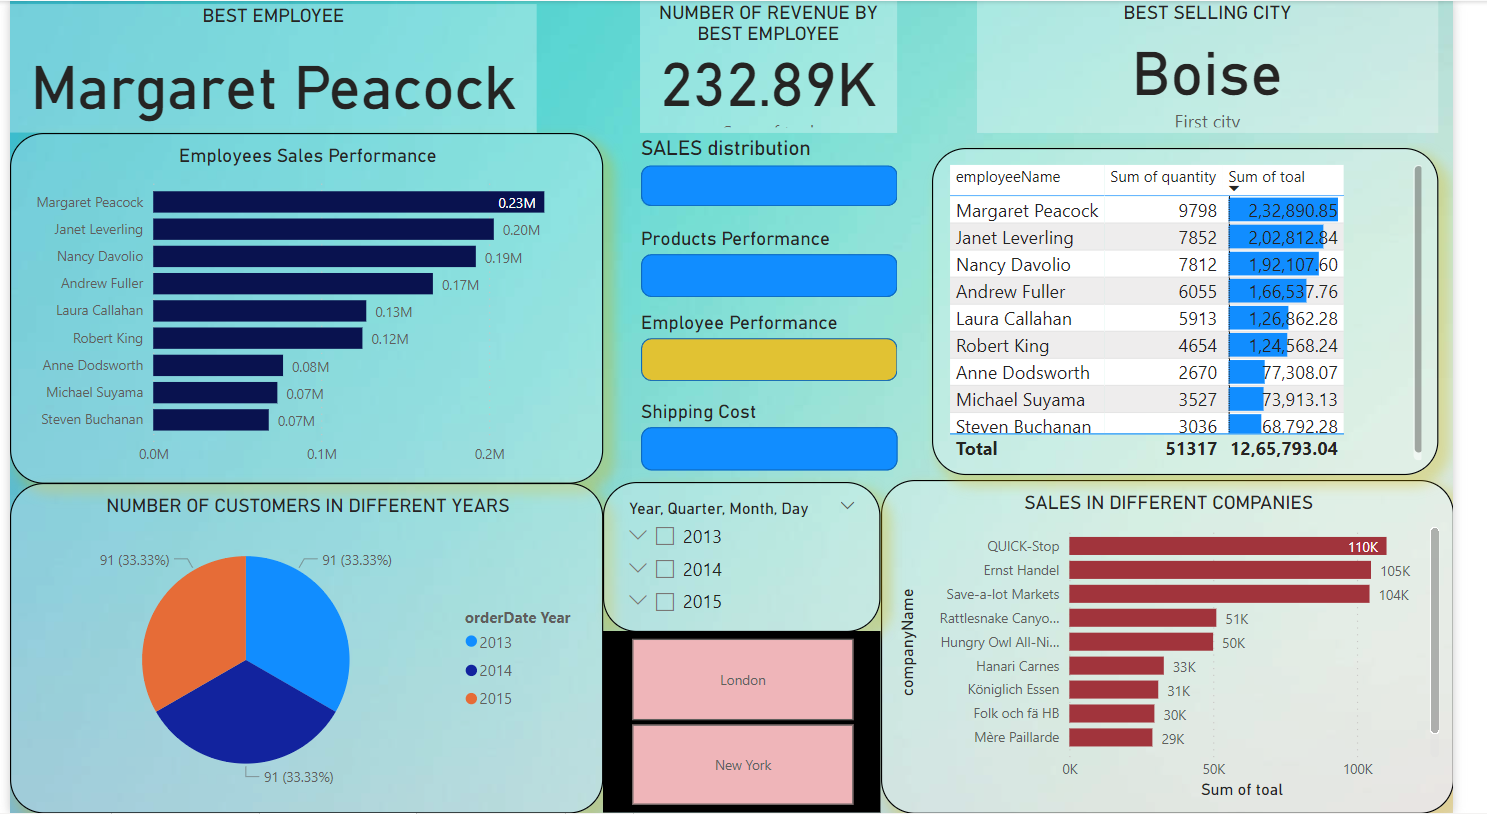 BEST EMPLOYEE
Margaret Peacock
NUMBER OF REVENUE BY
BEST EMPLOYEE
232.89K
BEST SELLING CITY
Boise
First city
Employees Sales Performance
Margaret Peacock 0.23M
Janet Leverling 0.20M
Nancy Davolio 0.19M
Andrew Fuller 0.17M
Laura Callahan 0.13M
Robert King 0.12M
Anne Dodsworth 0.08M
Michael Suyama 0.07M
Steven Buchanan 0.07M
0.0M 0.1M 0.2M
SALES distribution
Products Performance
Employee Performance
Shipping Cost
employeeName Sum of quantity Sum of toal
Margaret Peacock 9798 2,32,890.85
Janet Leverling 7852 2,02,812.84
Nancy Davolio 7812 1,92,107.60
Andrew Fuller 6055 1,66,537.76
Laura Callahan 5913 1,26,862.28
Robert King 4654 1,24,568.24
Anne Dodsworth 2670 77,308.07
Michael Suyama 3527 73,913.13
Steven Buchanan 3036 68,792.28
Total 51317 12,65,793.04
NUMBER OF CUSTOMERS IN DIFFERENT YEARS
91 (33.33%)
91 (33.33%)
91 (33.33%)
orderDate Year
2013
2014
2015
Year, Quarter, Month, Day
2013
2014
2015
London
New York
SALES IN DIFFERENT COMPANIES
companyName
QUICK-Stop 110K
Ernst Handel 105K
Save-a-lot Markets 104K
Rattlesnake Canyo... 51K
Hungry Owl All-Ni... 50K
Hanari Carnes 33K
Königlich Essen 31K
Folk och fä HB 30K
Mère Paillarde 29K
0K 50K 100K
Sum of toal